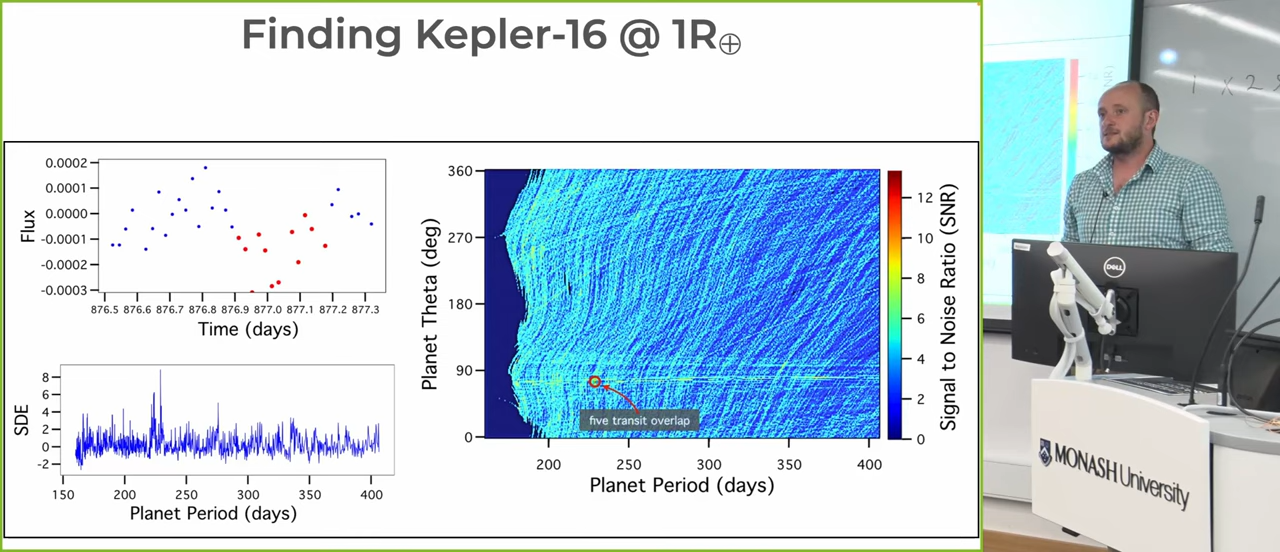 Finding Kepler-16 @ 1R⊕
0.0002
0.0001
0.0000
-0.0001
-0.0002
-0.0003
Flux
876.5 876.6 876.7 876.8 876.9 877.0 877.1 877.2 877.3
Time (days)
8
6
4
2
0
-2
SDE
150 200 250 300 350 400
Planet Period (days)
360
270
180
90
0
Planet Theta (deg)
five transit overlap
200 250 300 350 400
Planet Period (days)
12
10
8
6
4
2
0
Signal to Noise Ratio (SNR)
1 X 2
DELL
MONASH University